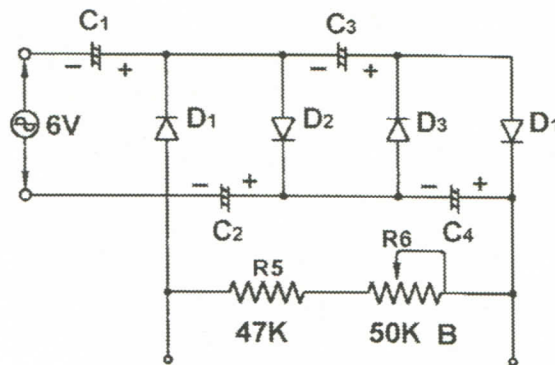 C1
C3
− + − +
6V
D1
D2
D3
D1
− + − +
C2
C4
R5
R6
47K
50K B